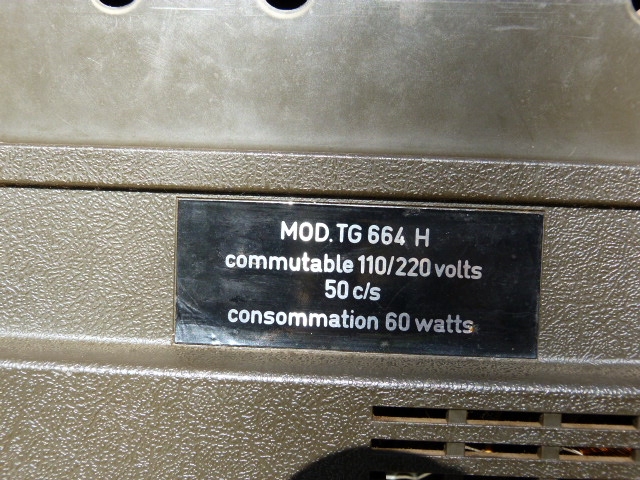 MOD.TG 664 H
commutable 110/220 volts
50 c/s
consommation 60 watts